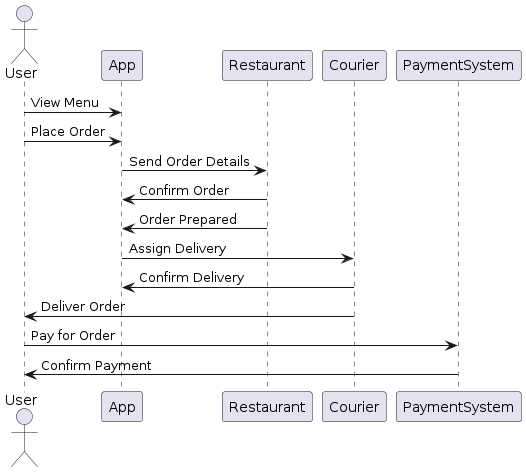 User
App
Restaurant
Courier
PaymentSystem
View Menu
Place Order
Send Order Details
Confirm Order
Order Prepared
Assign Delivery
Confirm Delivery
Deliver Order
Pay for Order
Confirm Payment
User
App
Restaurant
Courier
PaymentSystem